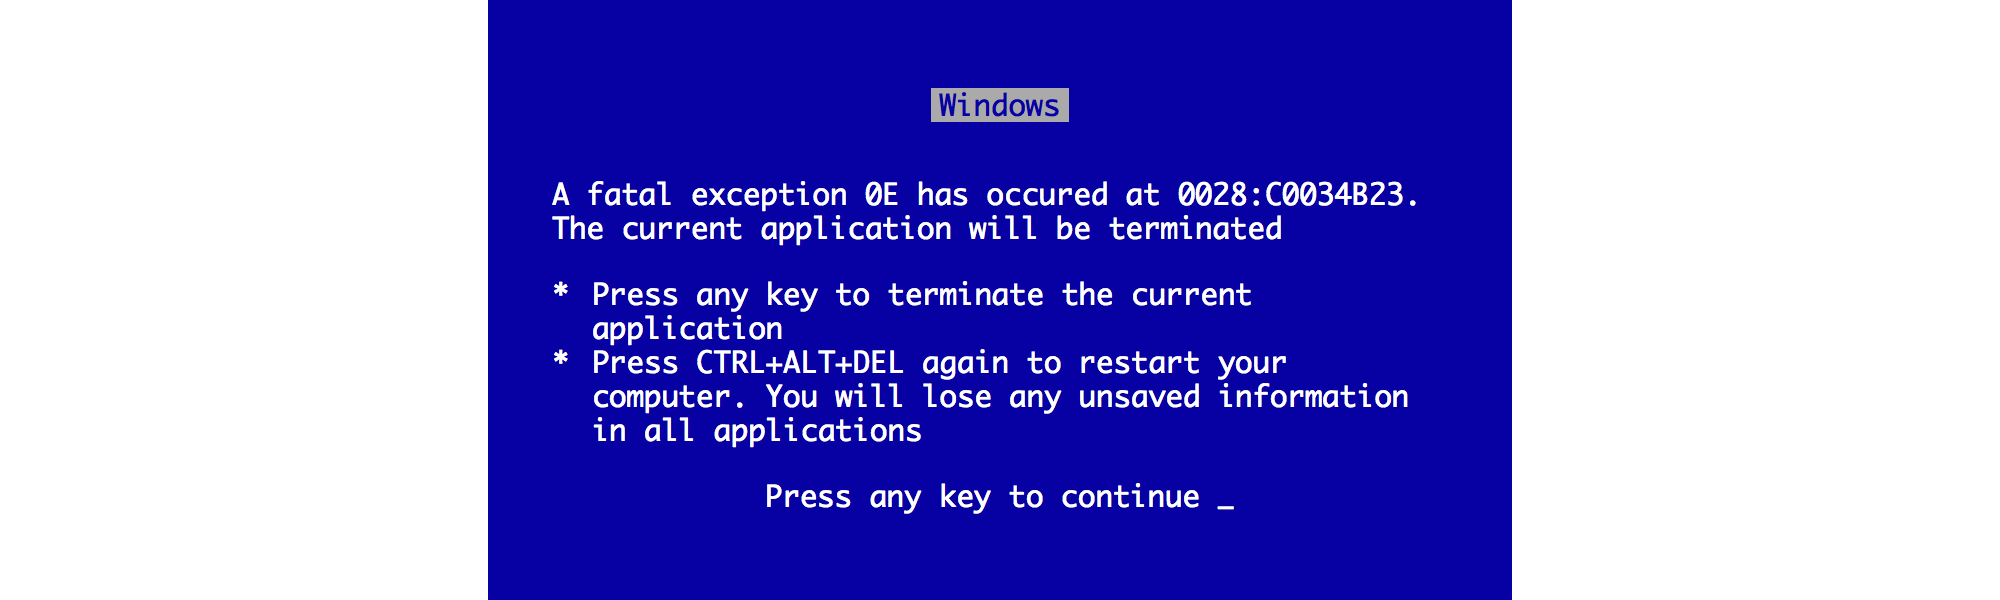 Windows
A fatal exception 0E has occured at 0028:C0034B23.
The current application will be terminated
* Press any key to terminate the current
application
* Press CTRL+ALT+DEL again to restart your
computer. You will lose any unsaved information
in all applications
Press any key to continue _